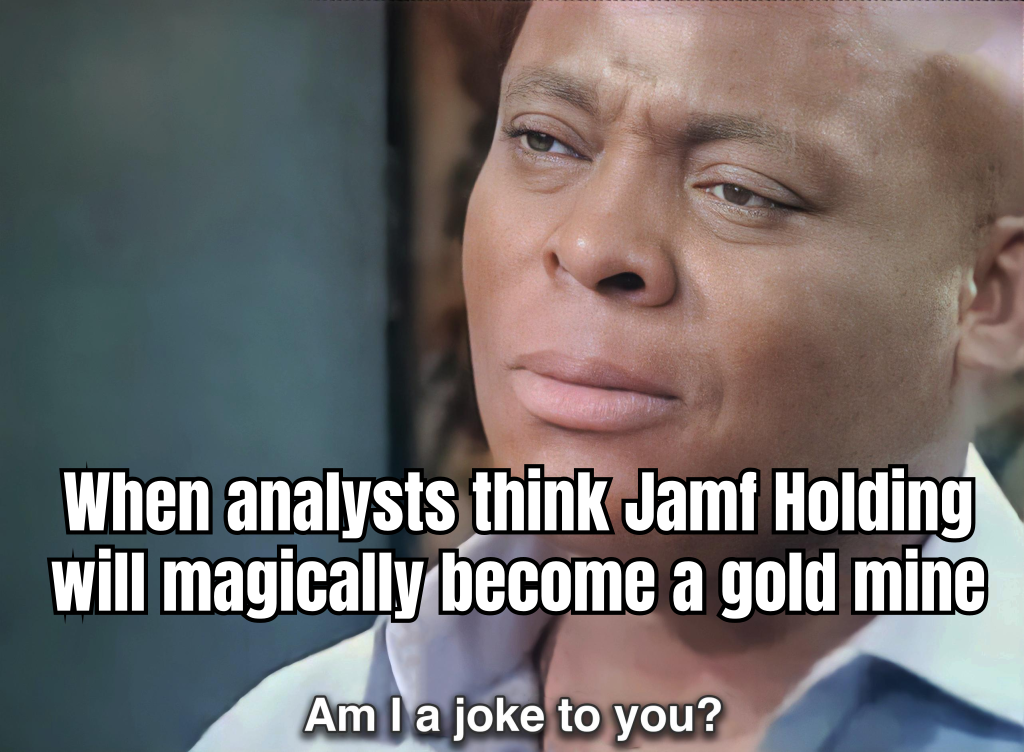 When analysts think Jamf Holding
will magically become a gold mine
Am I a joke to you?